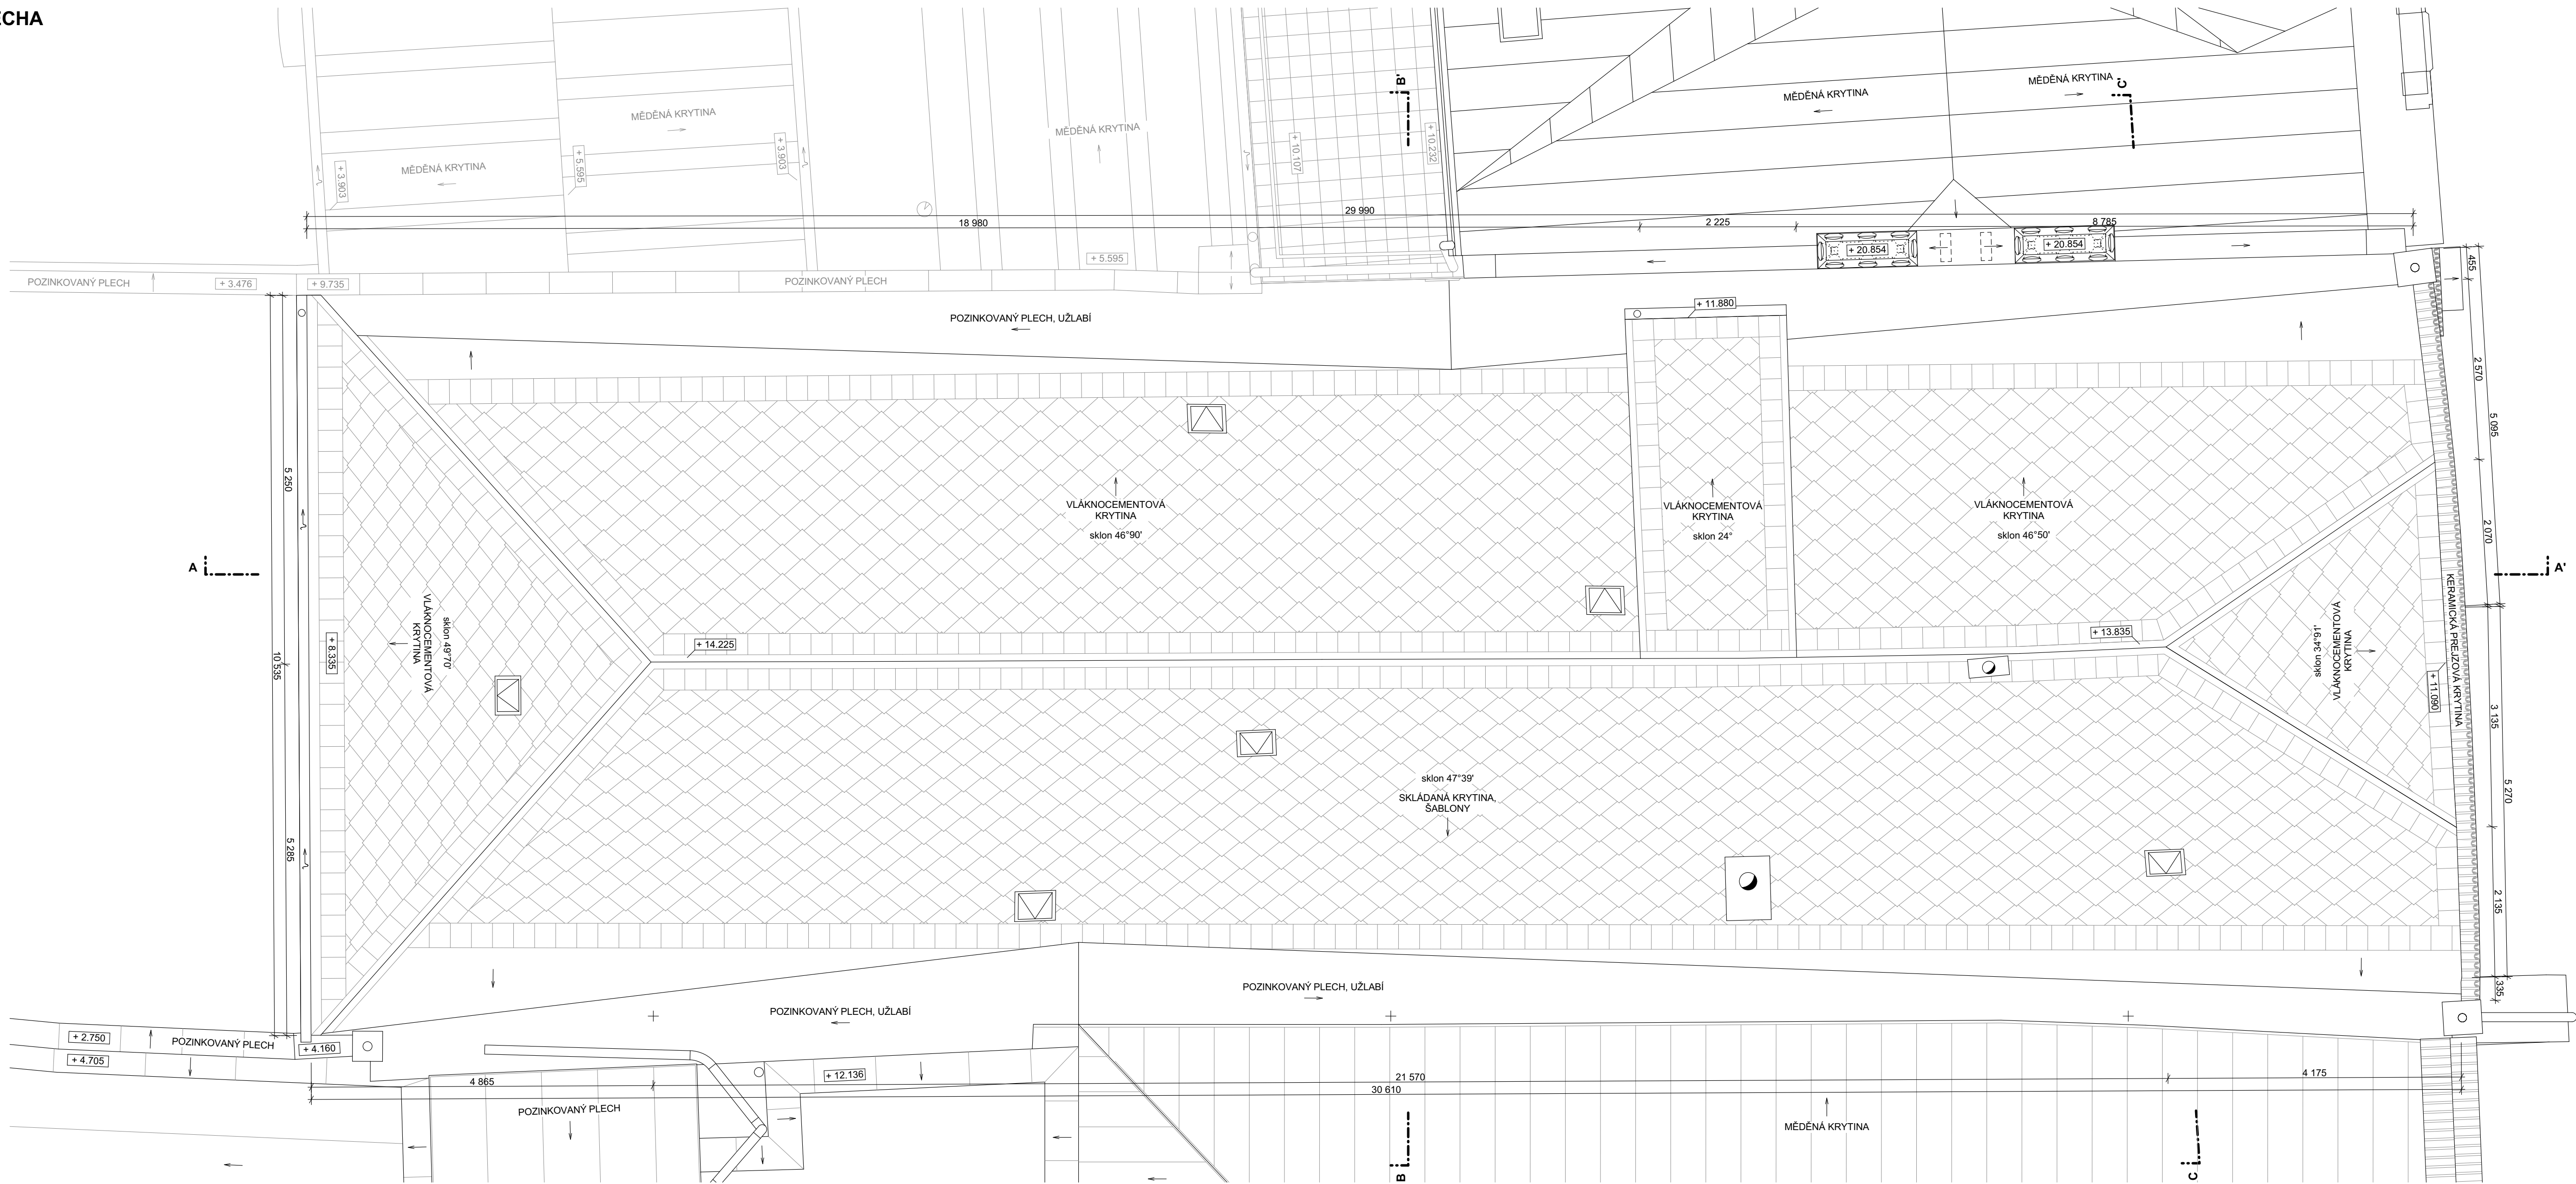 B'
C'
MĚDĚNÁ KRYTINA
MĚDĚNÁ KRYTINA
MĚDĚNÁ KRYTINA
MĚDĚNÁ KRYTINA
MĚDĚNÁ KRYTINA
+ 3.903
+ 5.595
+ 3.903
+ 10.107
+ 10.232
29 990
18 980
2 225
8 785
+ 20.854
+ 20.854
+ 5.595
POZINKOVANÝ PLECH
+ 3.476
+ 9.735
POZINKOVANÝ PLECH
455
+ 11.880
POZINKOVANÝ PLECH, UŽLABÍ
2 570
5 095
5 250
VLÁKNOCEMENTOVÁ
KRYTINA
sklon 46°90'
VLÁKNOCEMENTOVÁ
KRYTINA
sklon 24°
VLÁKNOCEMENTOVÁ
KRYTINA
sklon 46°50'
2 070
A
A'
sklon 49°70'
VLÁKNOCEMENTOVÁ
KRYTINA
+ 8.335
10 535
+ 14.225
+ 13.835
sklon 34°91'
VLÁKNOCEMENTOVÁ
KRYTINA
KERAMICKÁ PREJZOVÁ KRYTINA
+ 11.090
3 135
5 270
sklon 47°39'
SKLÁDANÁ KRYTINA,
ŠABLONY
5 285
2 135
335
POZINKOVANÝ PLECH, UŽLABÍ
POZINKOVANÝ PLECH, UŽLABÍ
+ 2.750
POZINKOVANÝ PLECH
+ 4.160
+ 4.705
+ 12.136
4 865
21 570
4 175
30 610
POZINKOVANÝ PLECH
MĚDĚNÁ KRYTINA
B
C